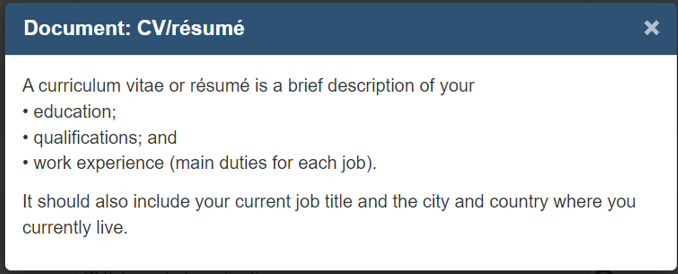 Document: CV/résumé
×
A curriculum vitae or résumé is a brief description of your
• education;
• qualifications; and
• work experience (main duties for each job).
It should also include your current job title and the city and country where you
currently live.